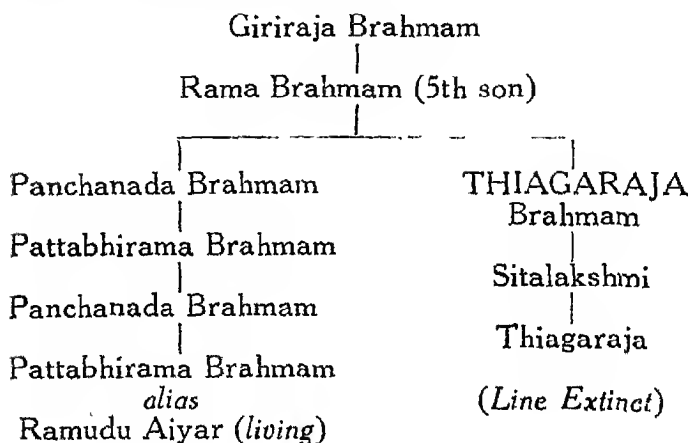 Giriraja Brahmam
Rama Brahmam (5th son)
Panchanada Brahmam
Pattabhirama Brahmam
Panchanada Brahmam
Pattabhirama Brahmam
alias
Ramudu Aiyar (living)
THIAGARAJA
Brahmam
Sitalakshmi
Thiagaraja
(Line Extinct)